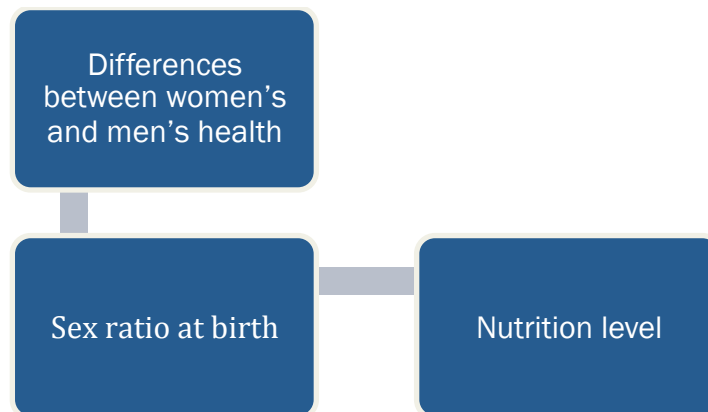 Differences
between women’s
and men’s health
Sex ratio at birth
Nutrition level